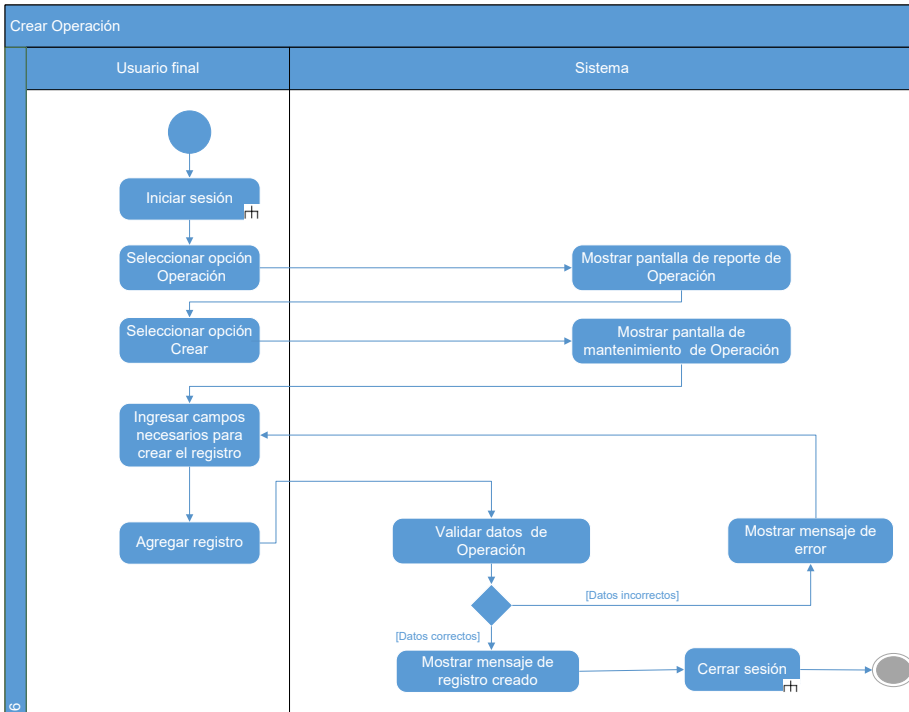 Crear Operación
Usuario final
Sistema
Iniciar sesión
Seleccionar opción
Operación
Mostrar pantalla de reporte de
Operación
Seleccionar opción
Crear
Mostrar pantalla de
mantenimiento de Operación
Ingresar campos
necesarios para
crear el registro
Agregar registro
Validar datos de
Operación
Mostrar mensaje de
error
[Datos incorrectos]
[Datos correctos]
Mostrar mensaje de
registro creado
Cerrar sesión